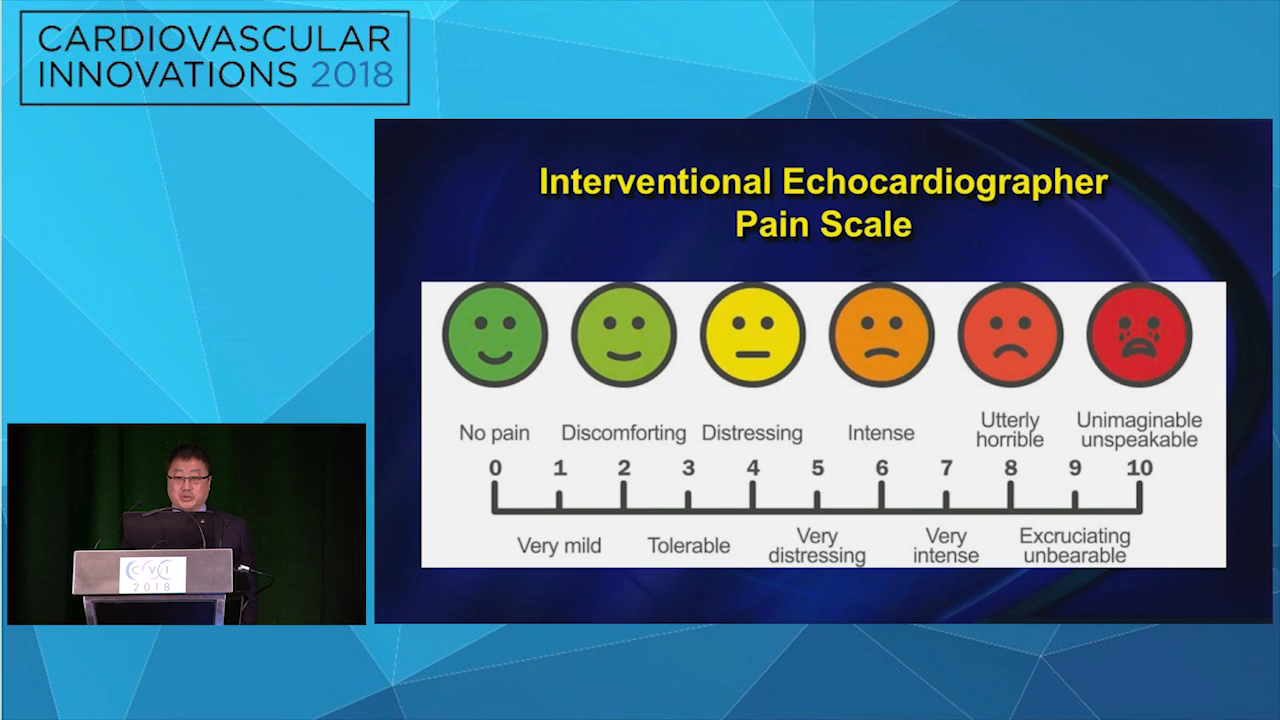 CARDIOVASCULAR
INNOVATIONS 2018
Interventional Echocardiographer
Pain Scale
No pain
Discomforting
Distressing
Intense
Utterly
horrible
Unimaginable
unspeakable
0 1 2 3 4 5 6 7 8 9 10
Very mild
Tolerable
Very
distressing
Very
intense
Excruciating
unbearable
CVI
2018